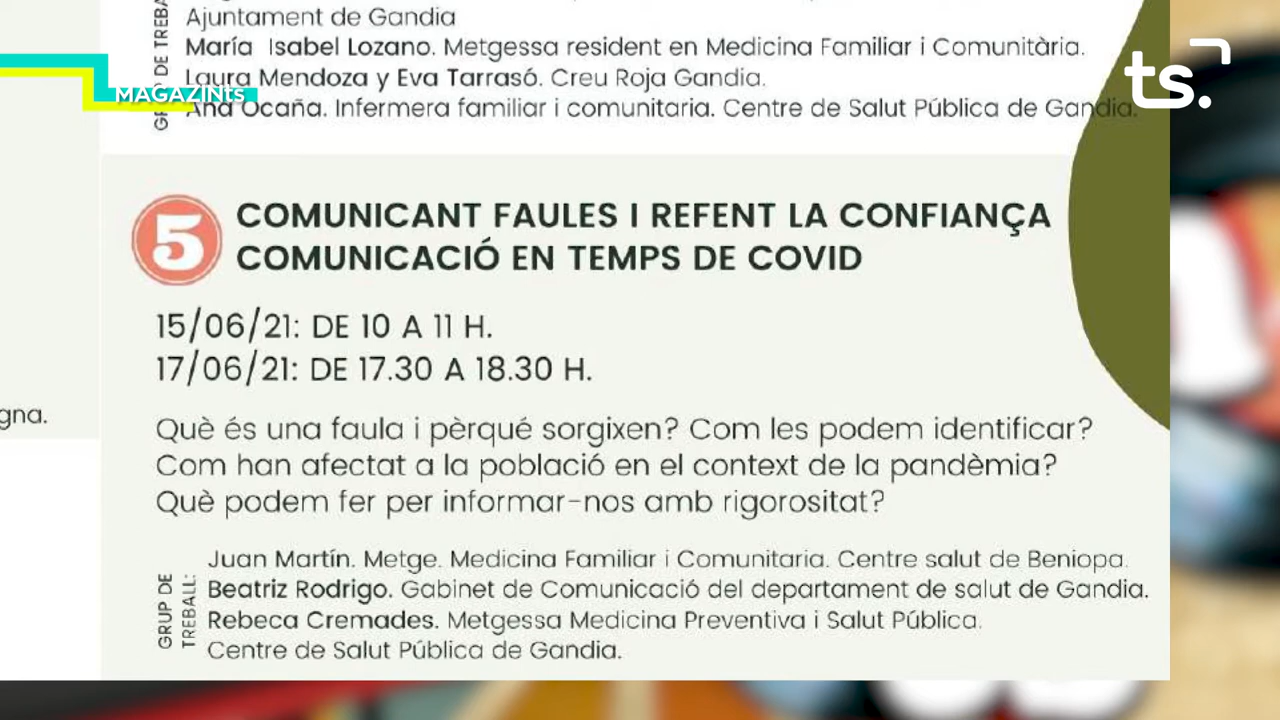 Ajuntament de Gandia
María Isabel Lozano. Metgessa resident en Medicina Familiar i Comunitària.
Laura Mendoza y Eva Tarrasó. Creu Roja Gandia.
Ana Ocaña. Infermera familiar i comunitaria. Centre de Salut Pública de Gandia.
DE TREBA
MAGAZINts
ts.
5
COMUNICANT FAULES I REFENT LA CONFIANÇA
COMUNICACIÓ EN TEMPS DE COVID
15/06/21: DE 10 A 11 H.
17/06/21: DE 17.30 A 18.30 H.
gna.
Què és una faula i pèrqué sorgixen? Com les podem identificar?
Com han afectat a la població en el context de la pandèmia?
Què podem fer per informar-nos amb rigorositat?
GRUP DE
TREBALL:
Juan Martín. Metge. Medicina Familiar i Comunitaria. Centre salut de Beniopa.
Beatriz Rodrigo. Gabinet de Comunicació del departament de salut de Gandia.
Rebeca Cremades. Metgessa Medicina Preventiva i Salut Pública.
Centre de Salut Pública de Gandia.